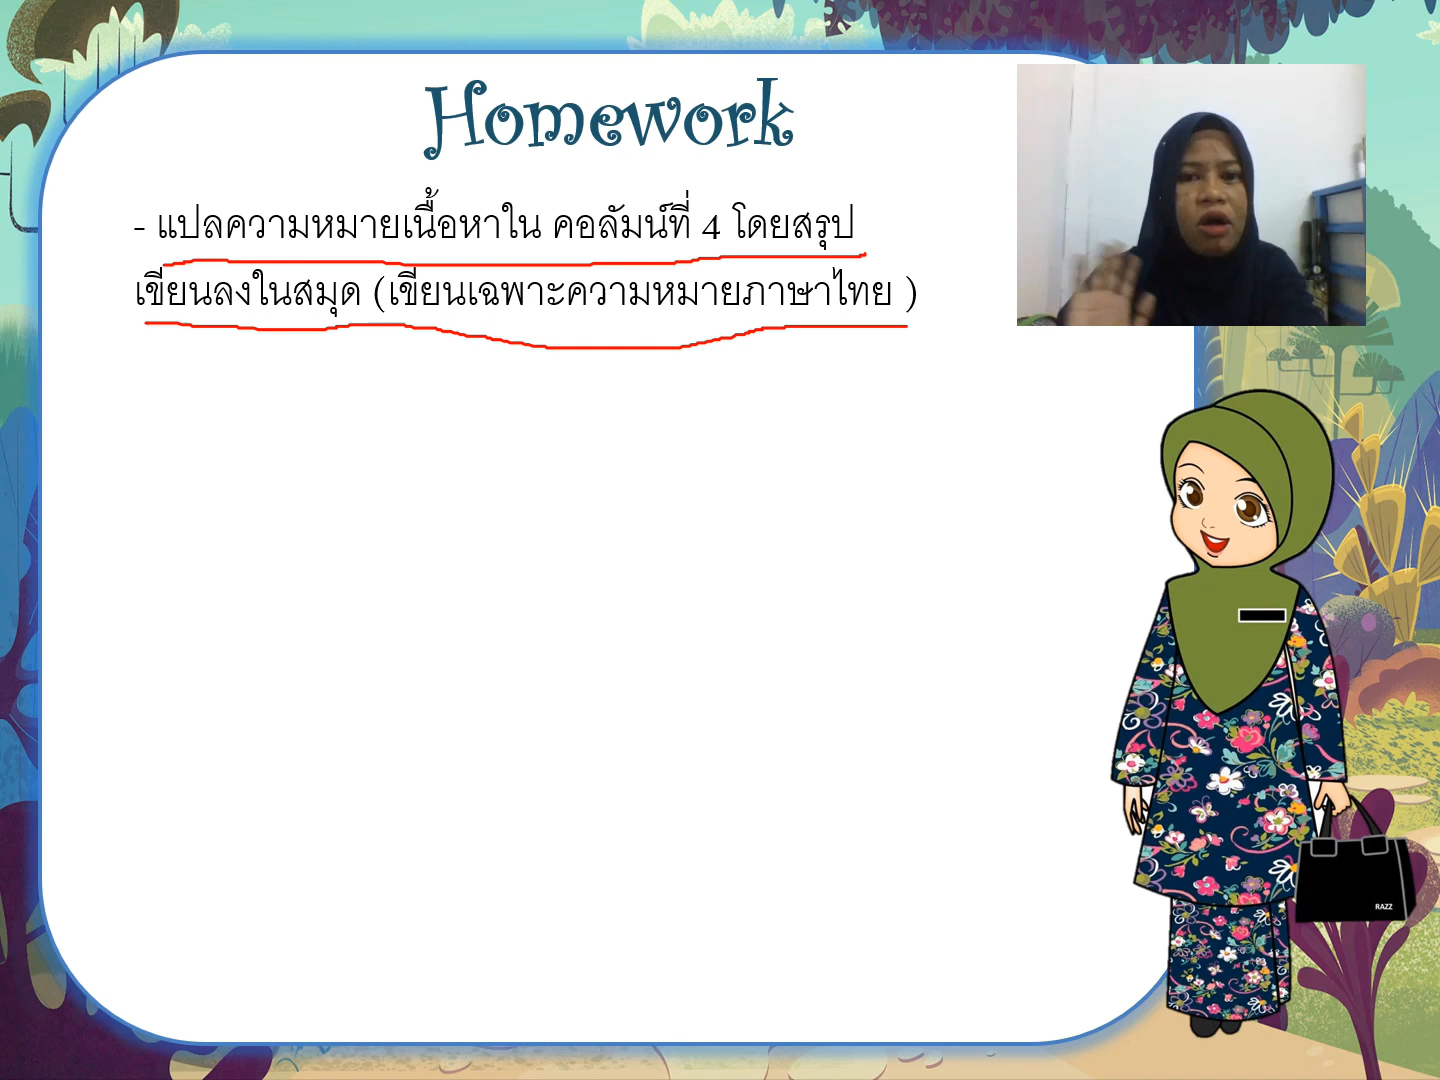 Homework
- แปลความหมายเนื้อหาใน คอลัมน์ที่ 4 โดยสรุป
เขียนลงในสมุด (เขียนเฉพาะความหมายภาษาไทย )
RAZZ